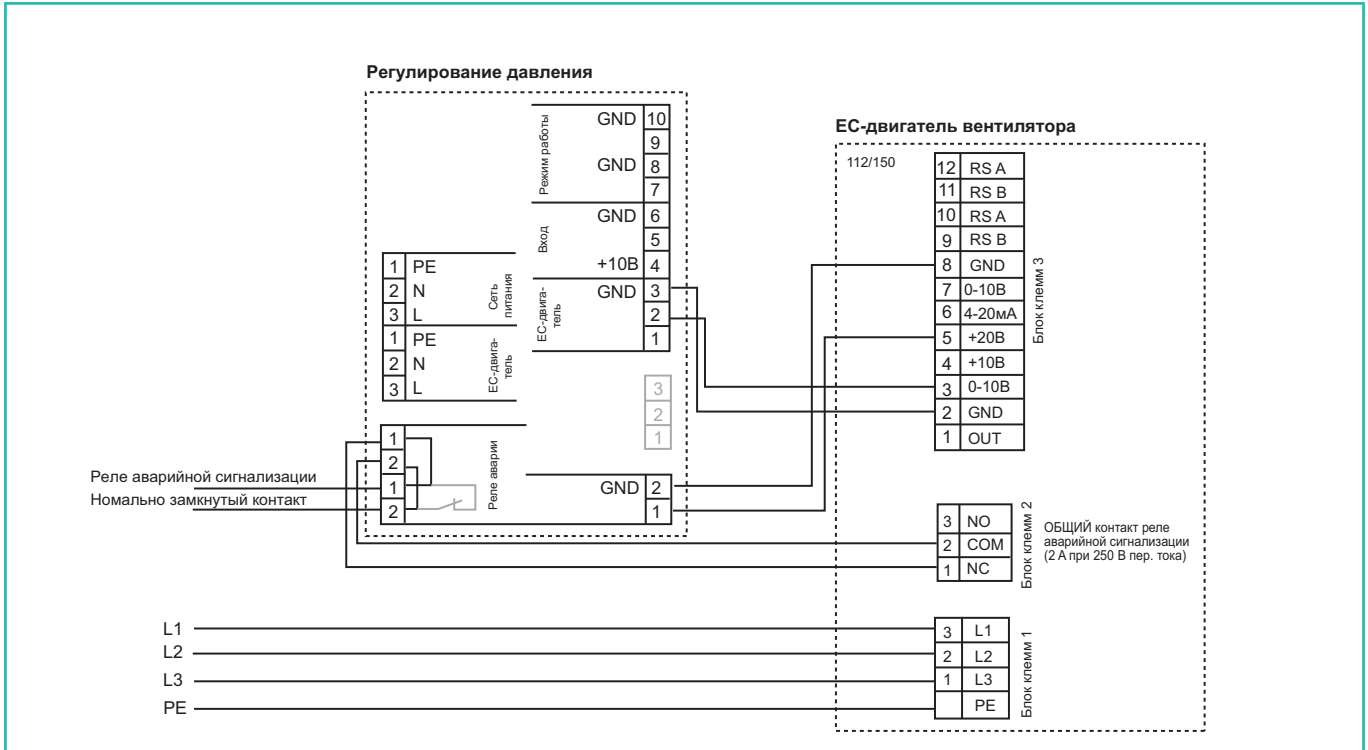 Регулирование давления
GND 10
9
GND 8
7
Режим работы
GND 6
5
+10В 4
Вход
GND 3
2
1
ЕС-двига-
тель
1 PE
2 N
3 L
Сеть
питания
1 PE
2 N
3 L
ЕС-двига-
тель
3
2
1
1
2
1
2
Реле аварии
GND 2
1
Реле аварийной сигнализации
Номально замкнутый контакт
ЕС-двигатель вентилятора
112/150
12 RS A
11 RS B
10 RS A
9 RS B
8 GND
7 0-10В
6 4-20мА
5 +20В
4 +10В
3 0-10В
2 GND
1 OUT
Блок клемм 3
3 NO
2 COM
1 NC
Блок клемм 2
ОБЩИЙ контакт реле
аварийной сигнализации
(2 А при 250 В пер. тока)
L1
L2
L3
PE
3 L1
2 L2
1 L3
PE
Блок клемм 1